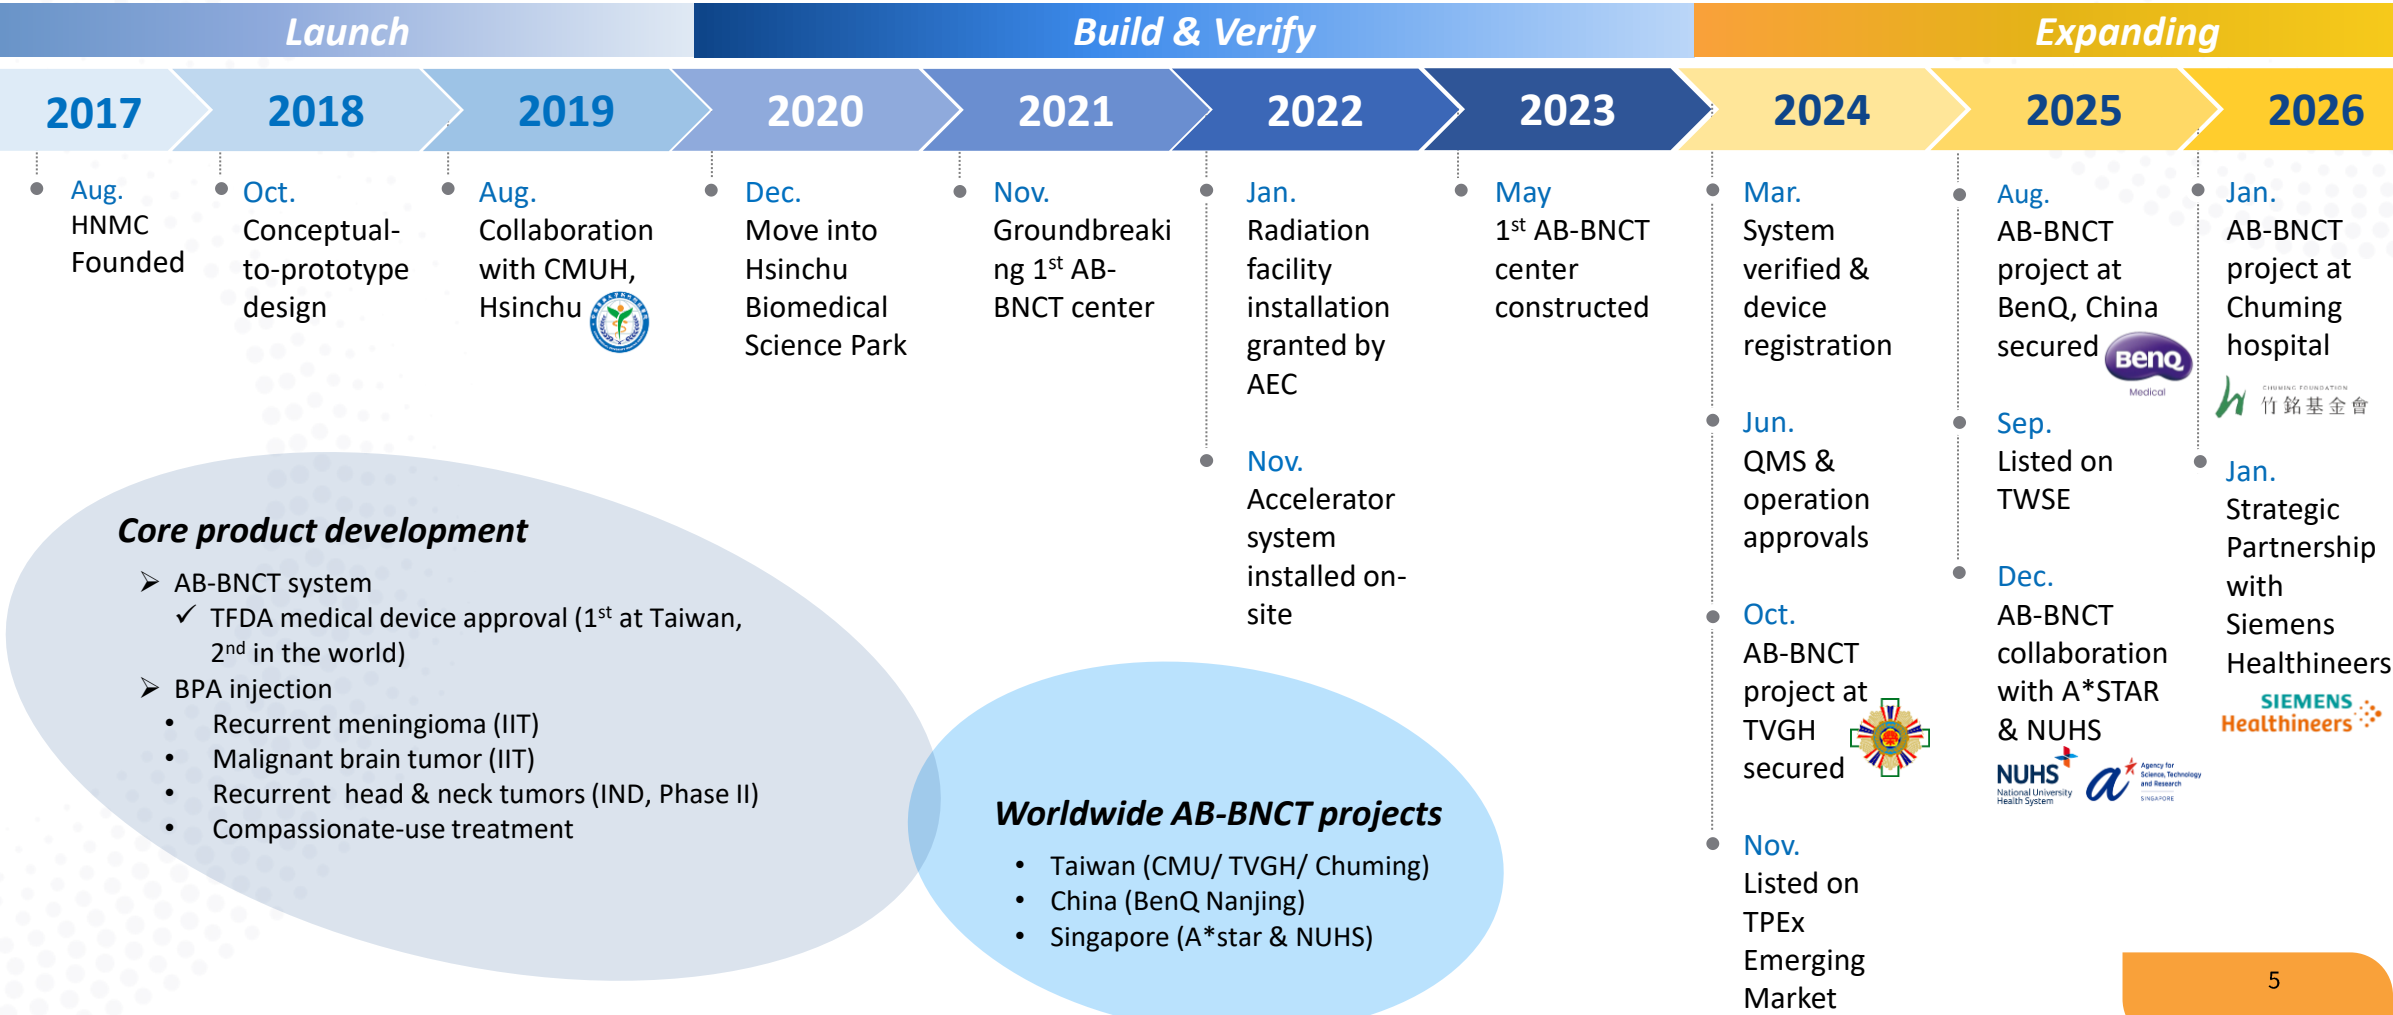 Launch
Build & Verify
Expanding
2017
2018
2019
2020
2021
2022
2023
2024
2025
2026
Aug.
HNMC
Founded
Oct.
Conceptual-
to-prototype
design
Aug.
Collaboration
with CMUH,
Hsinchu
Dec.
Move into
Hsinchu
Biomedical
Science Park
Nov.
Groundbreaki
ng 1st AB-
BNCT center
Jan.
Radiation
facility
installation
granted by
AEC
Nov.
Accelerator
system
installed on-
site
May
1st AB-BNCT
center
constructed
Mar.
System
verified &
device
registration
Jun.
QMS &
operation
approvals
Oct.
AB-BNCT
project at
TVGH
secured
Nov.
Listed on
TPEx
Emerging
Market
Aug.
AB-BNCT
project at
BenQ, China
secured
BenQ
Medical
Sep.
Listed on
TWSE
Dec.
AB-BNCT
collaboration
with A*STAR
& NUHS
NUHS
National University
Health System
a*
Agency for
Science, Technology
and Research
SINGAPORE
Jan.
AB-BNCT
project at
Chuming
hospital
CHUMING FOUNDATION
竹銘基金會
Jan.
Strategic
Partnership
with
Siemens
Healthineers
SIEMENS
Healthineers
Core product development
➢ AB-BNCT system
✓ TFDA medical device approval (1st at Taiwan,
2nd in the world)
➢ BPA injection
• Recurrent meningioma (IIT)
• Malignant brain tumor (IIT)
• Recurrent head & neck tumors (IND, Phase II)
• Compassionate-use treatment
Worldwide AB-BNCT projects
• Taiwan (CMU/ TVGH/ Chuming)
• China (BenQ Nanjing)
• Singapore (A*star & NUHS)
5